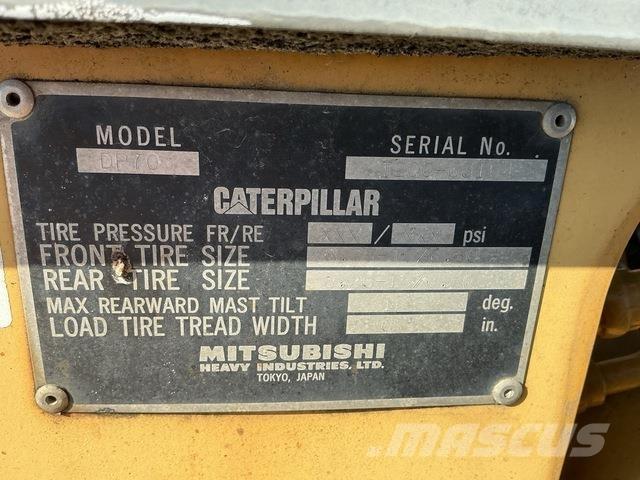 MODEL
DP70
SERIAL No.
CATERPILLAR
TIRE PRESSURE FR/RE / psi
FRONT TIRE SIZE
REAR TIRE SIZE
MAX REARWARD MAST TILT deg.
LOAD TIRE TREAD WIDTH in.
MITSUBISHI
HEAVY INDUSTRIES, LTD.
TOKYO, JAPAN
mascus